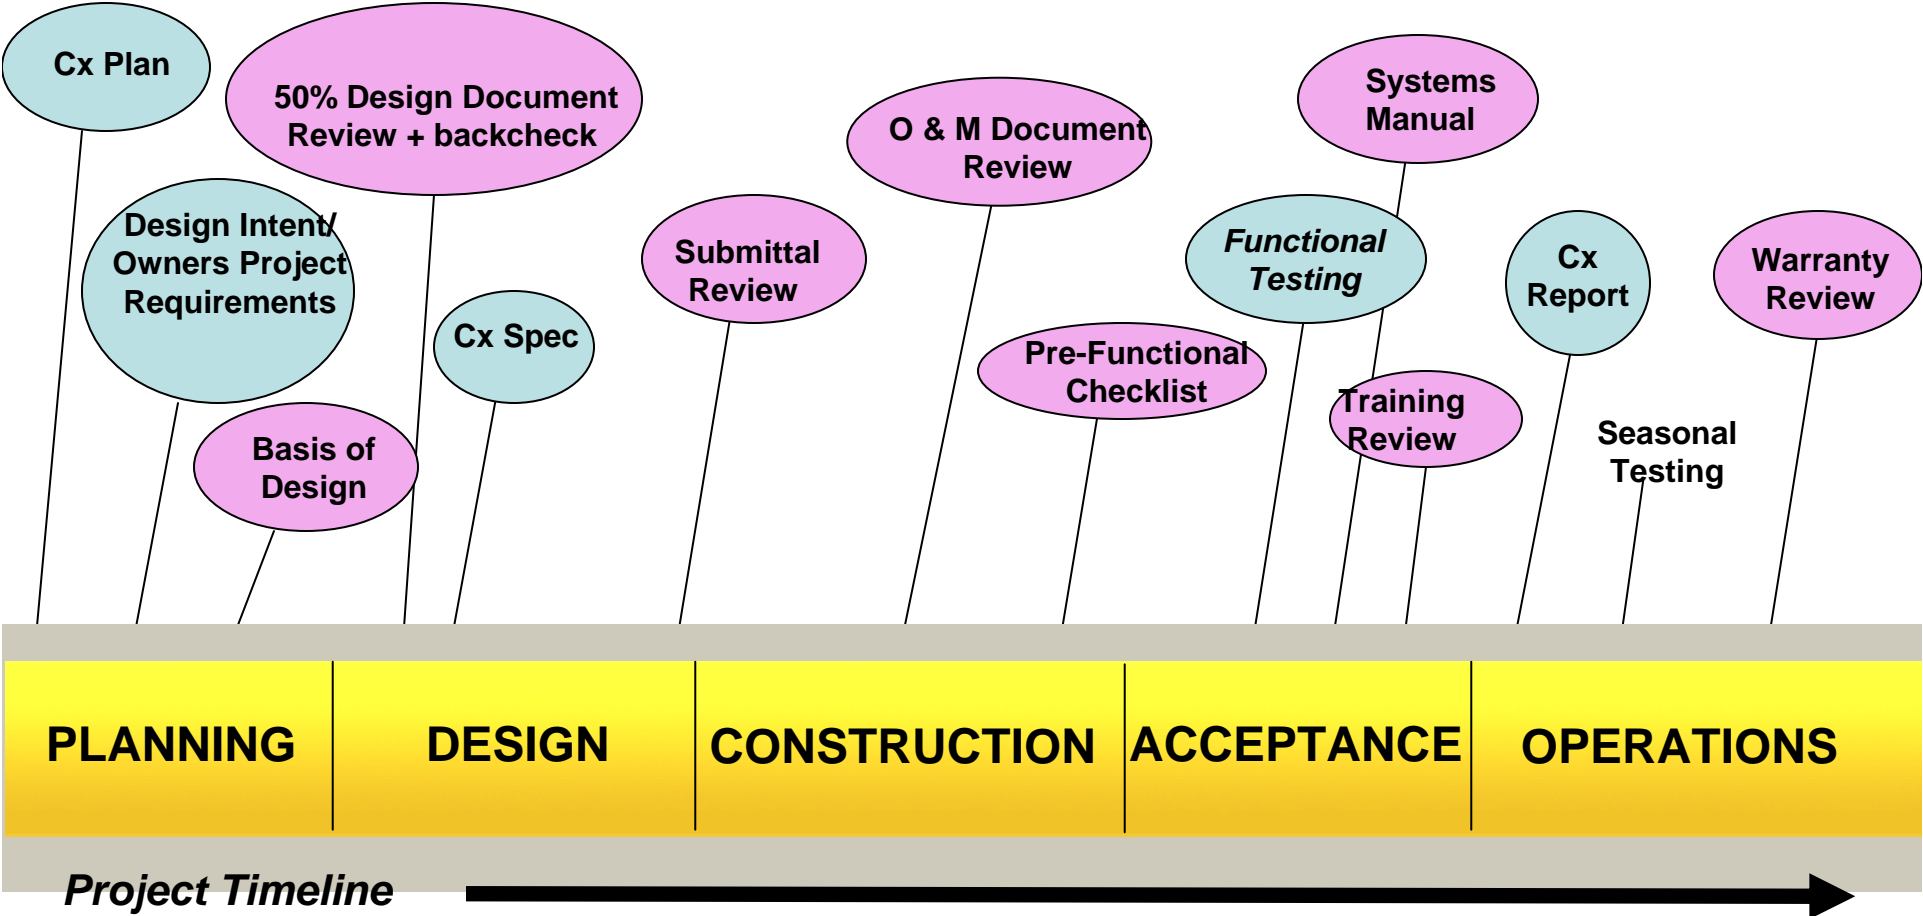 Cx Plan
50% Design Document
Review + backcheck
Systems
Manual
O & M Document
Review
Design Intent/
Owners Project
Requirements
Submittal
Review
Functional
Testing
Cx
Report
Warranty
Review
Cx Spec
Pre-Functional
Checklist
Training
Review
Seasonal
Testing
Basis of
Design
PLANNING
DESIGN
CONSTRUCTION
ACCEPTANCE
OPERATIONS
Project Timeline